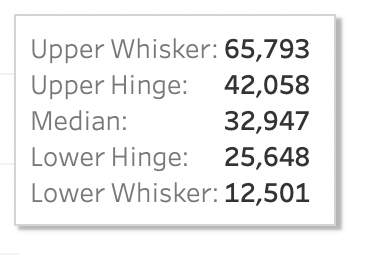 Upper Whisker: 65,793
Upper Hinge: 42,058
Median: 32,947
Lower Hinge: 25,648
Lower Whisker: 12,501